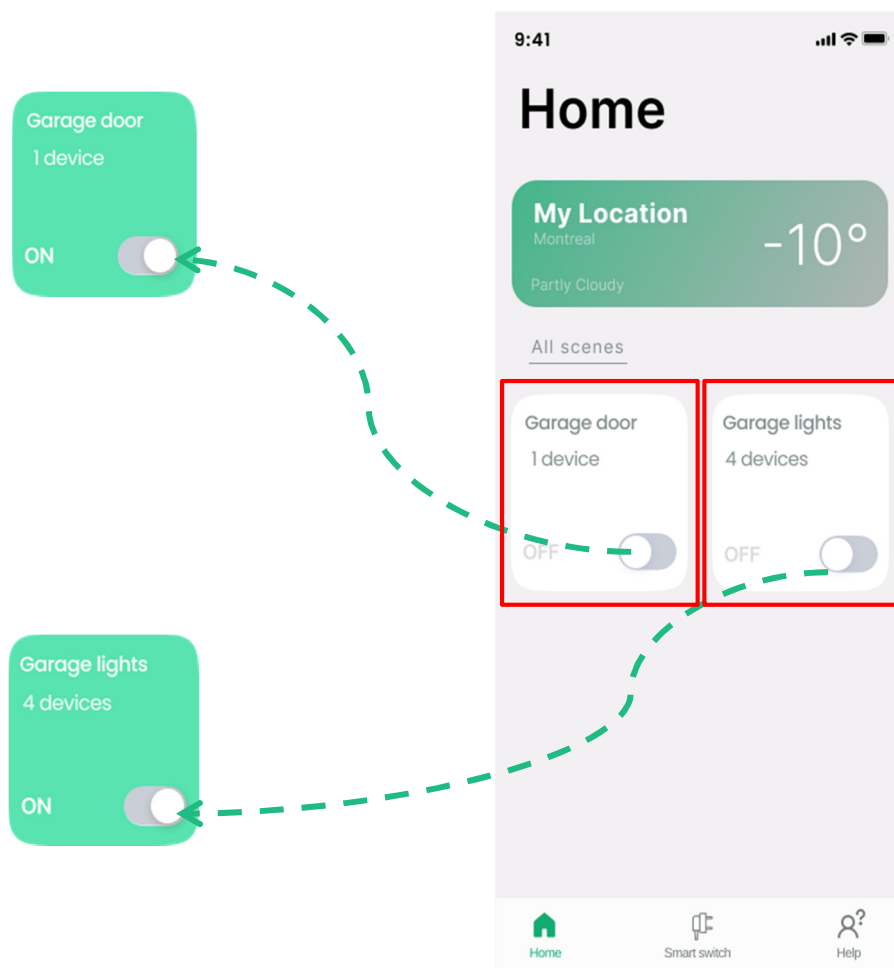 Garage door
1 device
ON
Garage lights
4 devices
ON
9:41
Home
My Location
Montreal
-10°
Partly Cloudy
All scenes
Garage door
1 device
OFF
Garage lights
4 devices
OFF
Home
Smart switch
?
Help